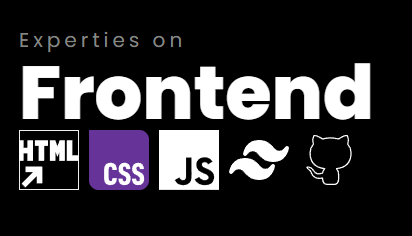 Experties on
Frontend
HTML CSS JS